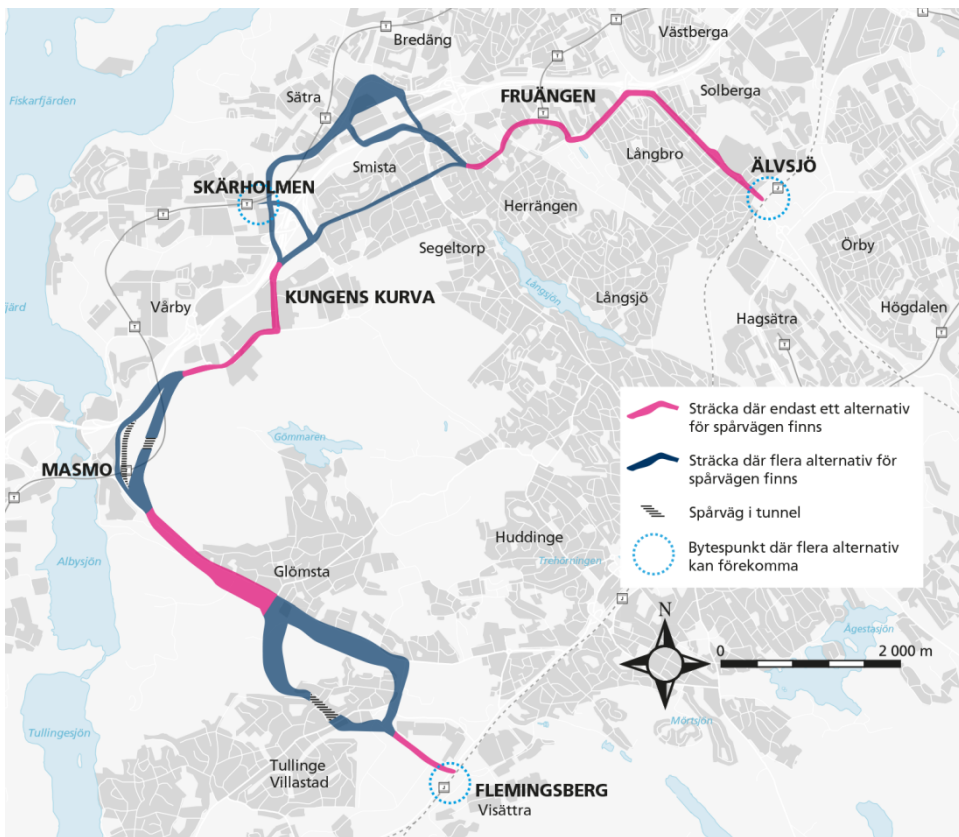 Västberga
Bredäng
Fiskarfjärden
Solberga
Sätra
FRUÄNGEN
Långbro
ÄLVSJÖ
Smista
SKÄRHOLMEN
Herrängen
Örby
Segeltorp
Långsjön
Långsjö
KUNGENS KURVA
Vårby
järd
Högdalen
Hagsätra
Sträcka där endast ett alternativ
för spårvägen finns
Gömmaren
MASMO
Sträcka där flera alternativ för
spårvägen finns
Spårväg i tunnel
Huddinge
Bytespunkt där flera alternativ
kan förekomma
Albysjön
Trehörningen
Glömsta
N
Ågestasjön
0
2 000 m
Mörtsjön
Tullingesjön
Tullinge
Villastad
FLEMINGSBERG
Visättra
T
T
T
T
T
T
T
T
T
T
J
J
J